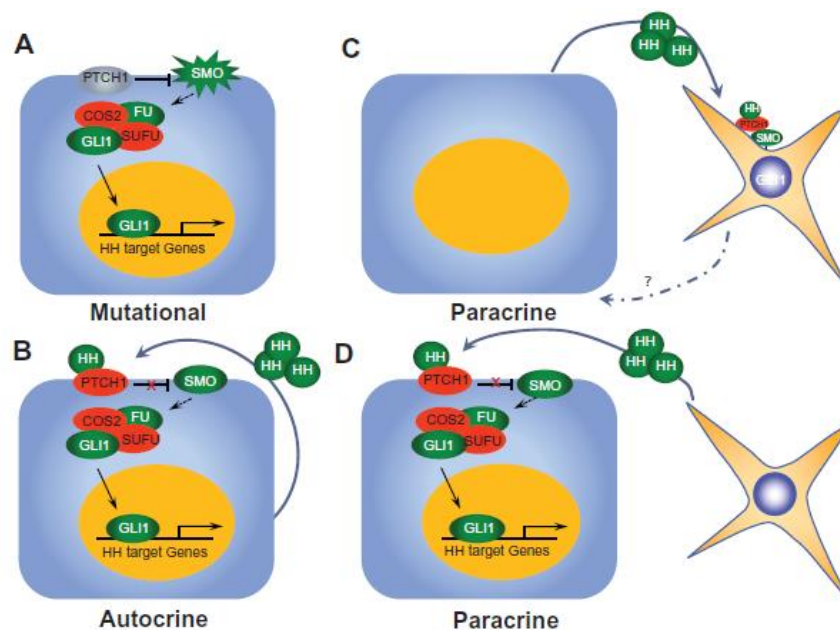 A
PTCH1
SMO
COS2
FU
GLI1
SUFU
GLI1
HH target Genes
Mutational
C
HH
HH
HH
HH
PTCH1
SMO
GLI1
?
Paracrine
B
HH
PTCH1
x
SMO
HH
HH
HH
COS2
FU
GLI1
SUFU
GLI1
HH target Genes
Autocrine
D
HH
PTCH1
x
SMO
HH
HH
HH
COS2
FU
GLI1
SUFU
GLI1
HH target Genes
Paracrine